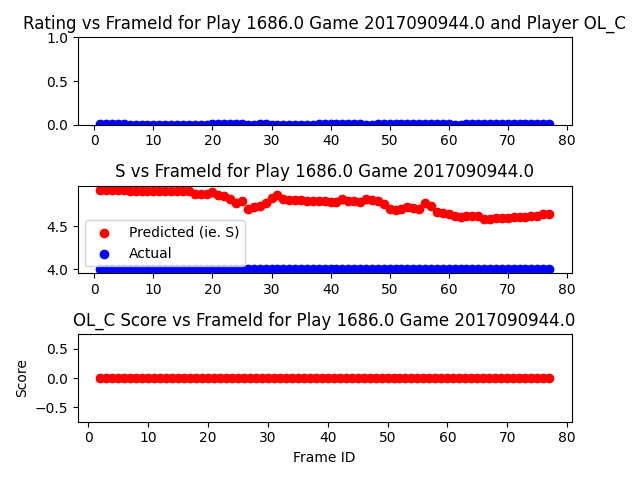 Rating vs FrameId for Play 1686.0 Game 2017090944.0 and Player OL_C
1.0
0.5
0.0
0 10 20 30 40 50 60 70 80
S vs FrameId for Play 1686.0 Game 2017090944.0
4.5
4.0
Predicted (ie. S)
Actual
0 10 20 30 40 50 60 70 80
OL_C Score vs FrameId for Play 1686.0 Game 2017090944.0
Score
0.5
0.0
−0.5
0 10 20 30 40 50 60 70 80
Frame ID